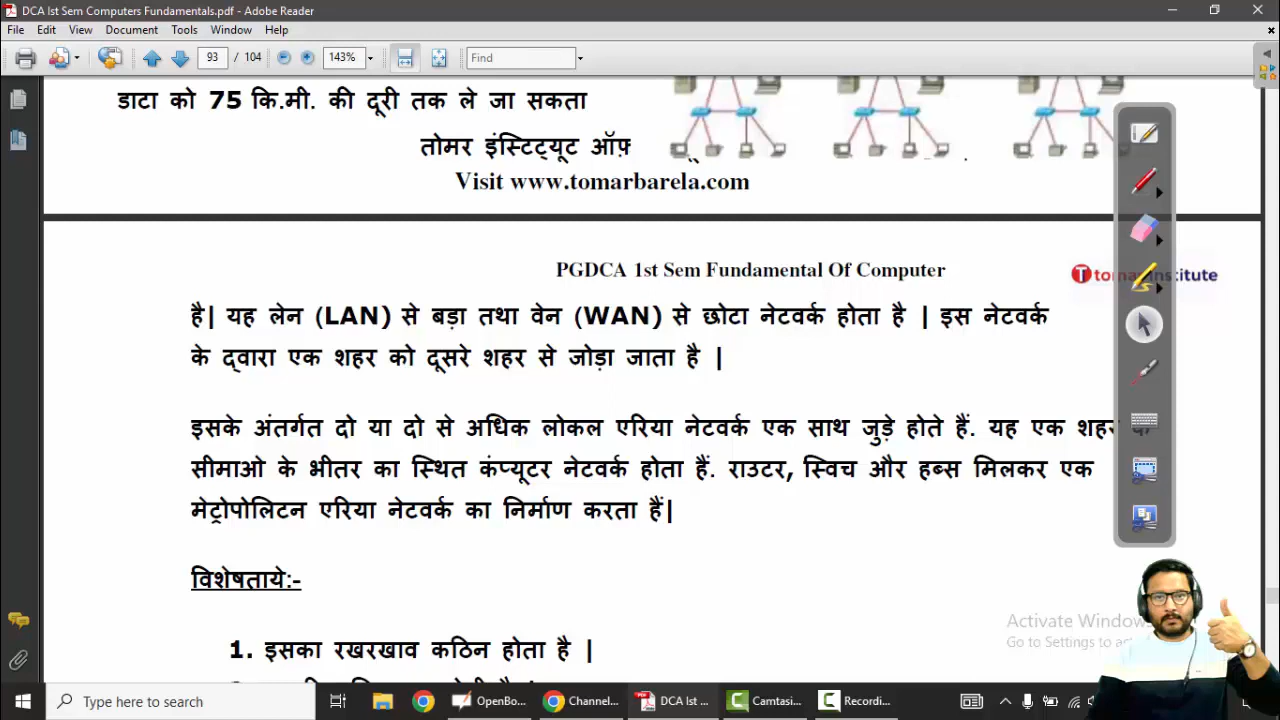 DCA Ist Sem Computers Fundamentals.pdf - Adobe Reader
File Edit View Document Tools Window Help
93 / 104 143% Find
डाटा को 75 कि.मी. की दूरी तक ले जा सकता
तोमर इंस्टिट्यूट ऑफ़
Visit www.tomarbarela.com
PGDCA 1st Sem Fundamental Of Computer
है| यह लेन (LAN) से बड़ा तथा वेन (WAN) से छोटा नेटवर्क होता है | इस नेटवर्क
के द्वारा एक शहर को दूसरे शहर से जोड़ा जाता है |
इसके अंतर्गत दो या दो से अधिक लोकल एरिया नेटवर्क एक साथ जुड़े होते हैं. यह एक शहर
सीमाओ के भीतर का स्थित कंप्यूटर नेटवर्क होता हैं. राउटर, स्विच और हब्स मिलकर एक
मेट्रोपोलिटन एरिया नेटवर्क का निर्माण करता हैं|
विशेषताये:-
1. इसका रखरखाव कठिन होता है |
Activate Windows
Go to Settings to
Type here to search OpenBo... Channel... DCA Ist ... Camtasi... Recordi...